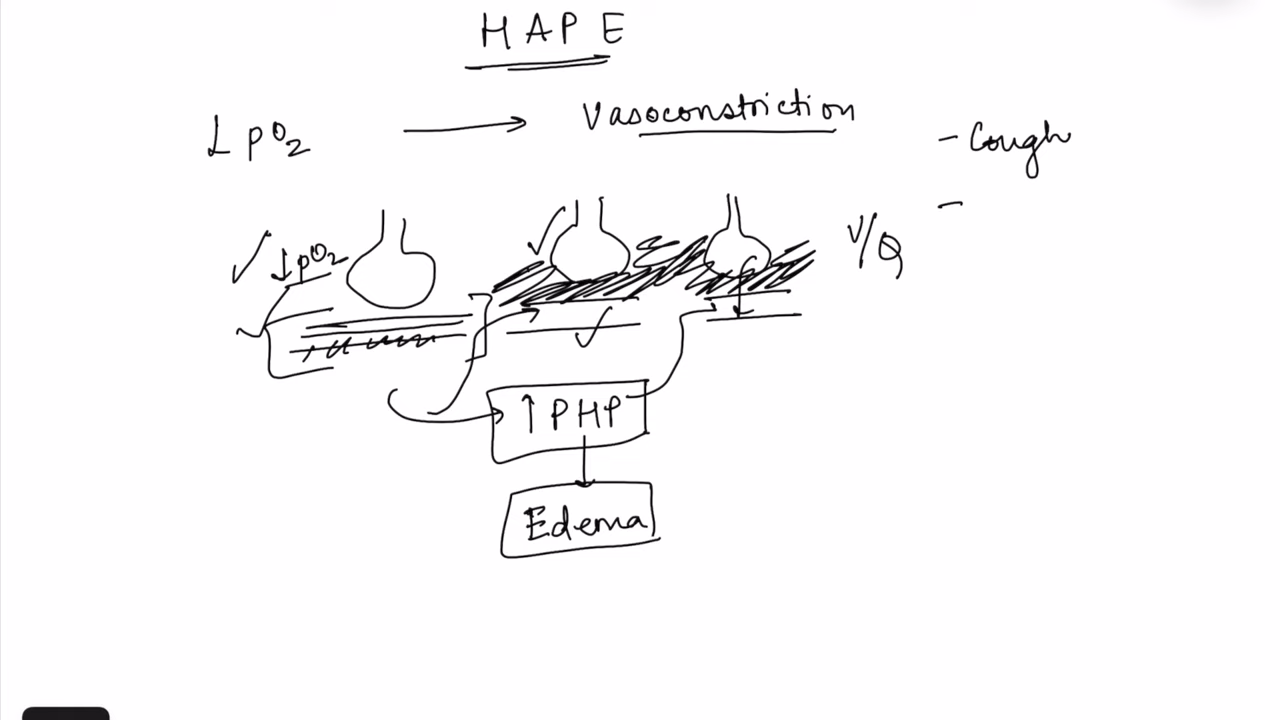 HAPE
↓ pO2 → Vasoconstriction
- Cough
-
↓pO2
V/Q
↑ PHP
Edema